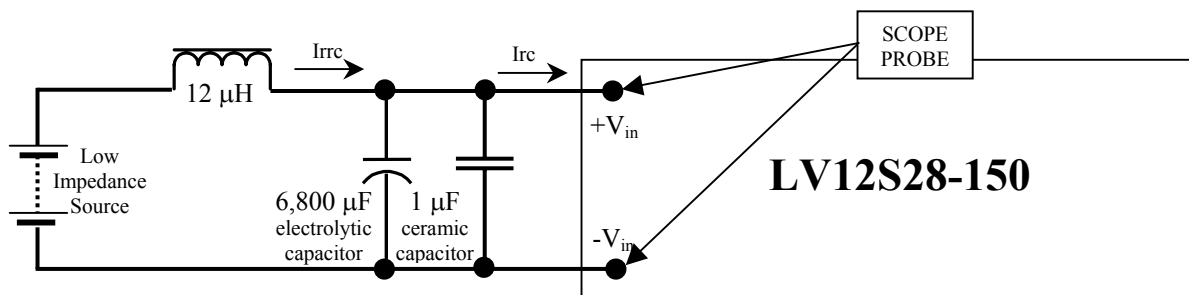 SCOPE
PROBE
Irrc
Irc
12 μH
+Vin
Low
Impedance
Source
LV12S28-150
6,800 μF
electrolytic
capacitor
1 μF
ceramic
capacitor
-Vin